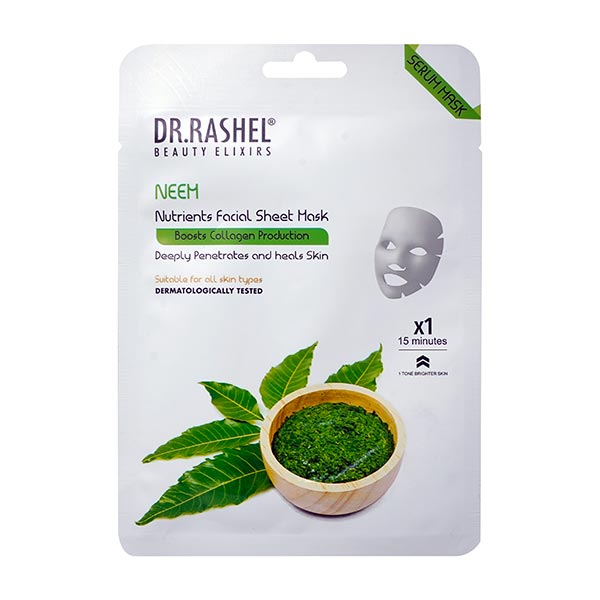 SERUM MASK
DR.RASHEL®
BEAUTY ELIXIRS
NEEM
Nutrients Facial Sheet Mask
Boosts Collagen Production
Deeply Penetrates and heals Skin
Suitable for all skin types
DERMATOLOGICALLY TESTED
x1
15 minutes
1 TONE BRIGHTER SKIN